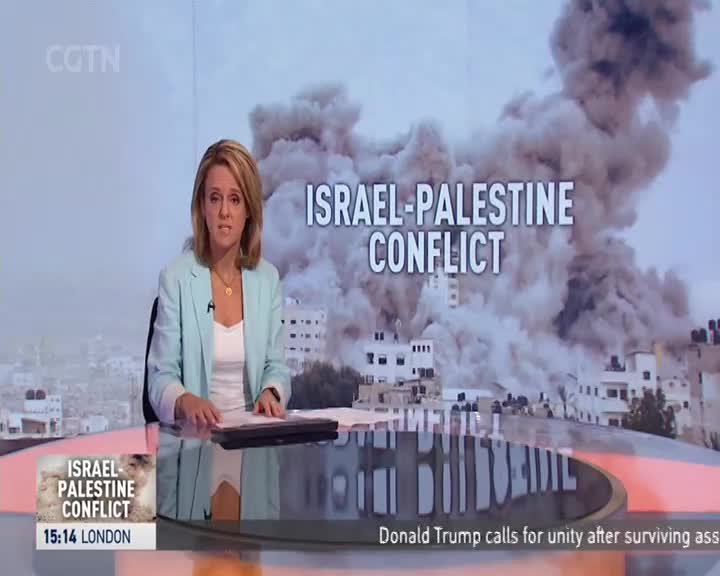 CGTN
ISRAEL-PALESTINE
CONFLICT
ISRAEL-
PALESTINE
CONFLICT
15:14 LONDON
Donald Trump calls for unity after surviving ass